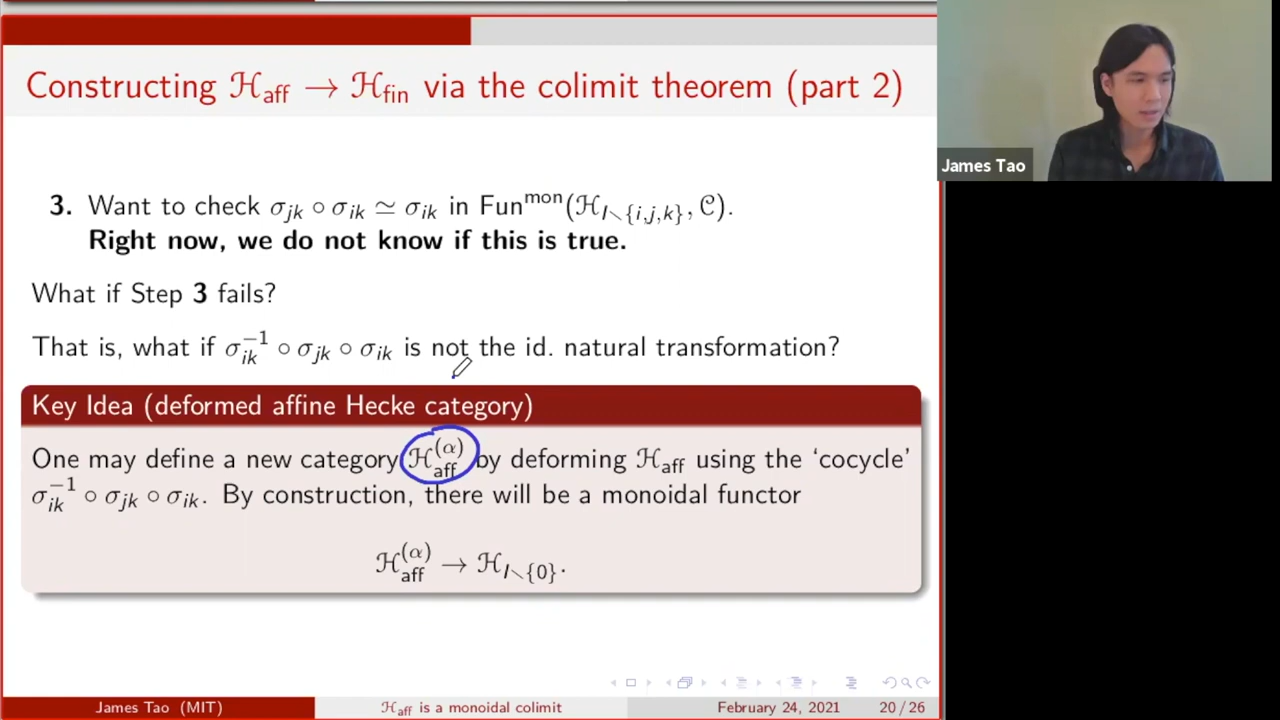 Constructing ℋ_aff → ℋ_fin via the colimit theorem (part 2)
3. Want to check σ_jk ∘ σ_ik ≃ σ_ik in Fun^mon(ℋ_{I∖{i,j,k}}, 𝒞).
Right now, we do not know if this is true.
What if Step 3 fails?
That is, what if σ_ik^{-1} ∘ σ_jk ∘ σ_ik is not the id. natural transformation?
Key Idea (deformed affine Hecke category)
One may define a new category ℋ_aff^{(α)} by deforming ℋ_aff using the ‘cocycle’
σ_ik^{-1} ∘ σ_jk ∘ σ_ik. By construction, there will be a monoidal functor
ℋ_aff^{(α)} → ℋ_{I∖{0}}.
James Tao (MIT) ℋ_aff is a monoidal colimit February 24, 2021 20 / 26
James Tao